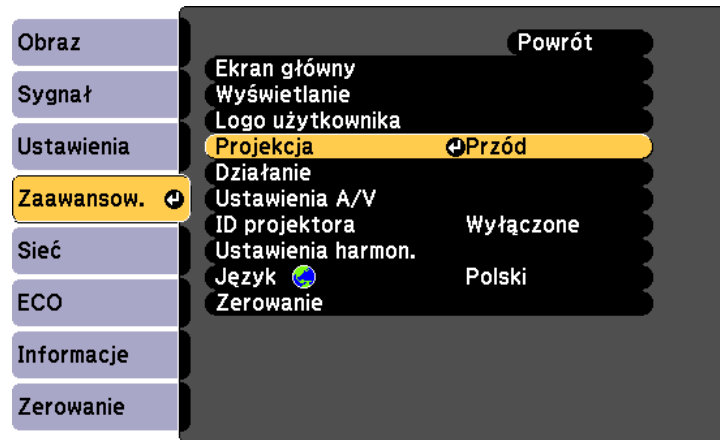 Obraz
Sygnał
Ustawienia
Zaawansow.
Sieć
ECO
Informacje
Zerowanie
Powrót
Ekran główny
Wyświetlanie
Logo użytkownika
Projekcja Przód
Działanie
Ustawienia A/V
ID projektora Wyłączone
Ustawienia harmon.
Język Polski
Zerowanie